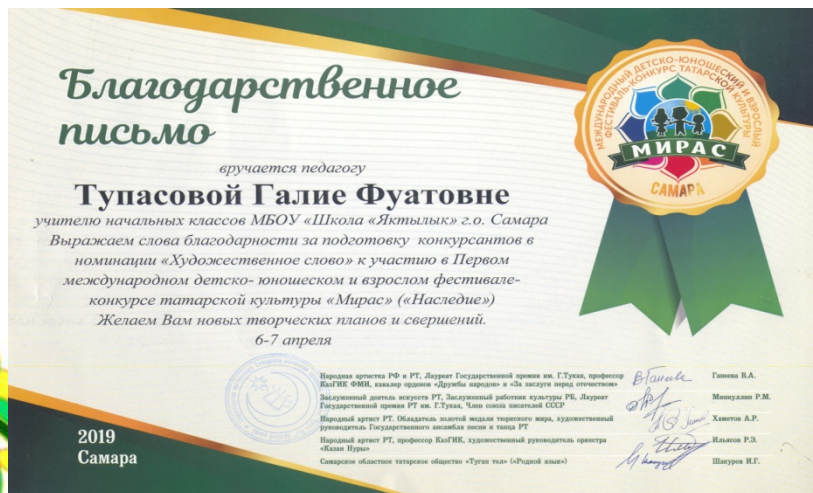 Благодарственное
письмо
вручается педагогу
Тупасовой Галие Фуатовне
учителю начальных классов МБОУ «Школа «Яктылык» г.о. Самара
Выражаем слова благодарности за подготовку конкурсантов в
номинации «Художественное слово» к участию в Первом
международном детско- юношеском и взрослом фестивале-
конкурсе татарской культуры «Мирас» («Наследие»)
Желаем Вам новых творческих планов и свершений.
6-7 апреля
МЕЖДУНАРОДНЫЙ ДЕТСКО-ЮНОШЕСКИЙ И ВЗРОСЛЫЙ
ФЕСТИВАЛЬ-КОНКУРС ТАТАРСКОЙ КУЛЬТУРЫ
МИРАС
САМАРА
Народная артистка РФ и РТ, Лауреат Государственной премии им. Г.Тукая, профессор
КазГИК ФМИ, кавалер орденов «Дружбы народов» и «За заслуги перед отечеством»
Ганеева В.А.
Заслуженный деятель искусств РТ, Заслуженный работник культуры РБ, Лауреат
Государственной премии РТ им. Г.Тукая, Член союза писателей СССР
Миннуллин Р.М.
Народный артист РТ, Обладатель золотой медали тюркского мира, художественный
руководитель Государственного ансамбля песни и танца РТ
Хаметов А.Р.
Народный артист РТ, профессор КазГИК, художественный руководитель оркестра
«Казан Нуры»
Ильясов Р.Э.
Самарское областное татарское общество «Туган тел» («Родной язык»)
Шакуров И.Г.
2019
Самара